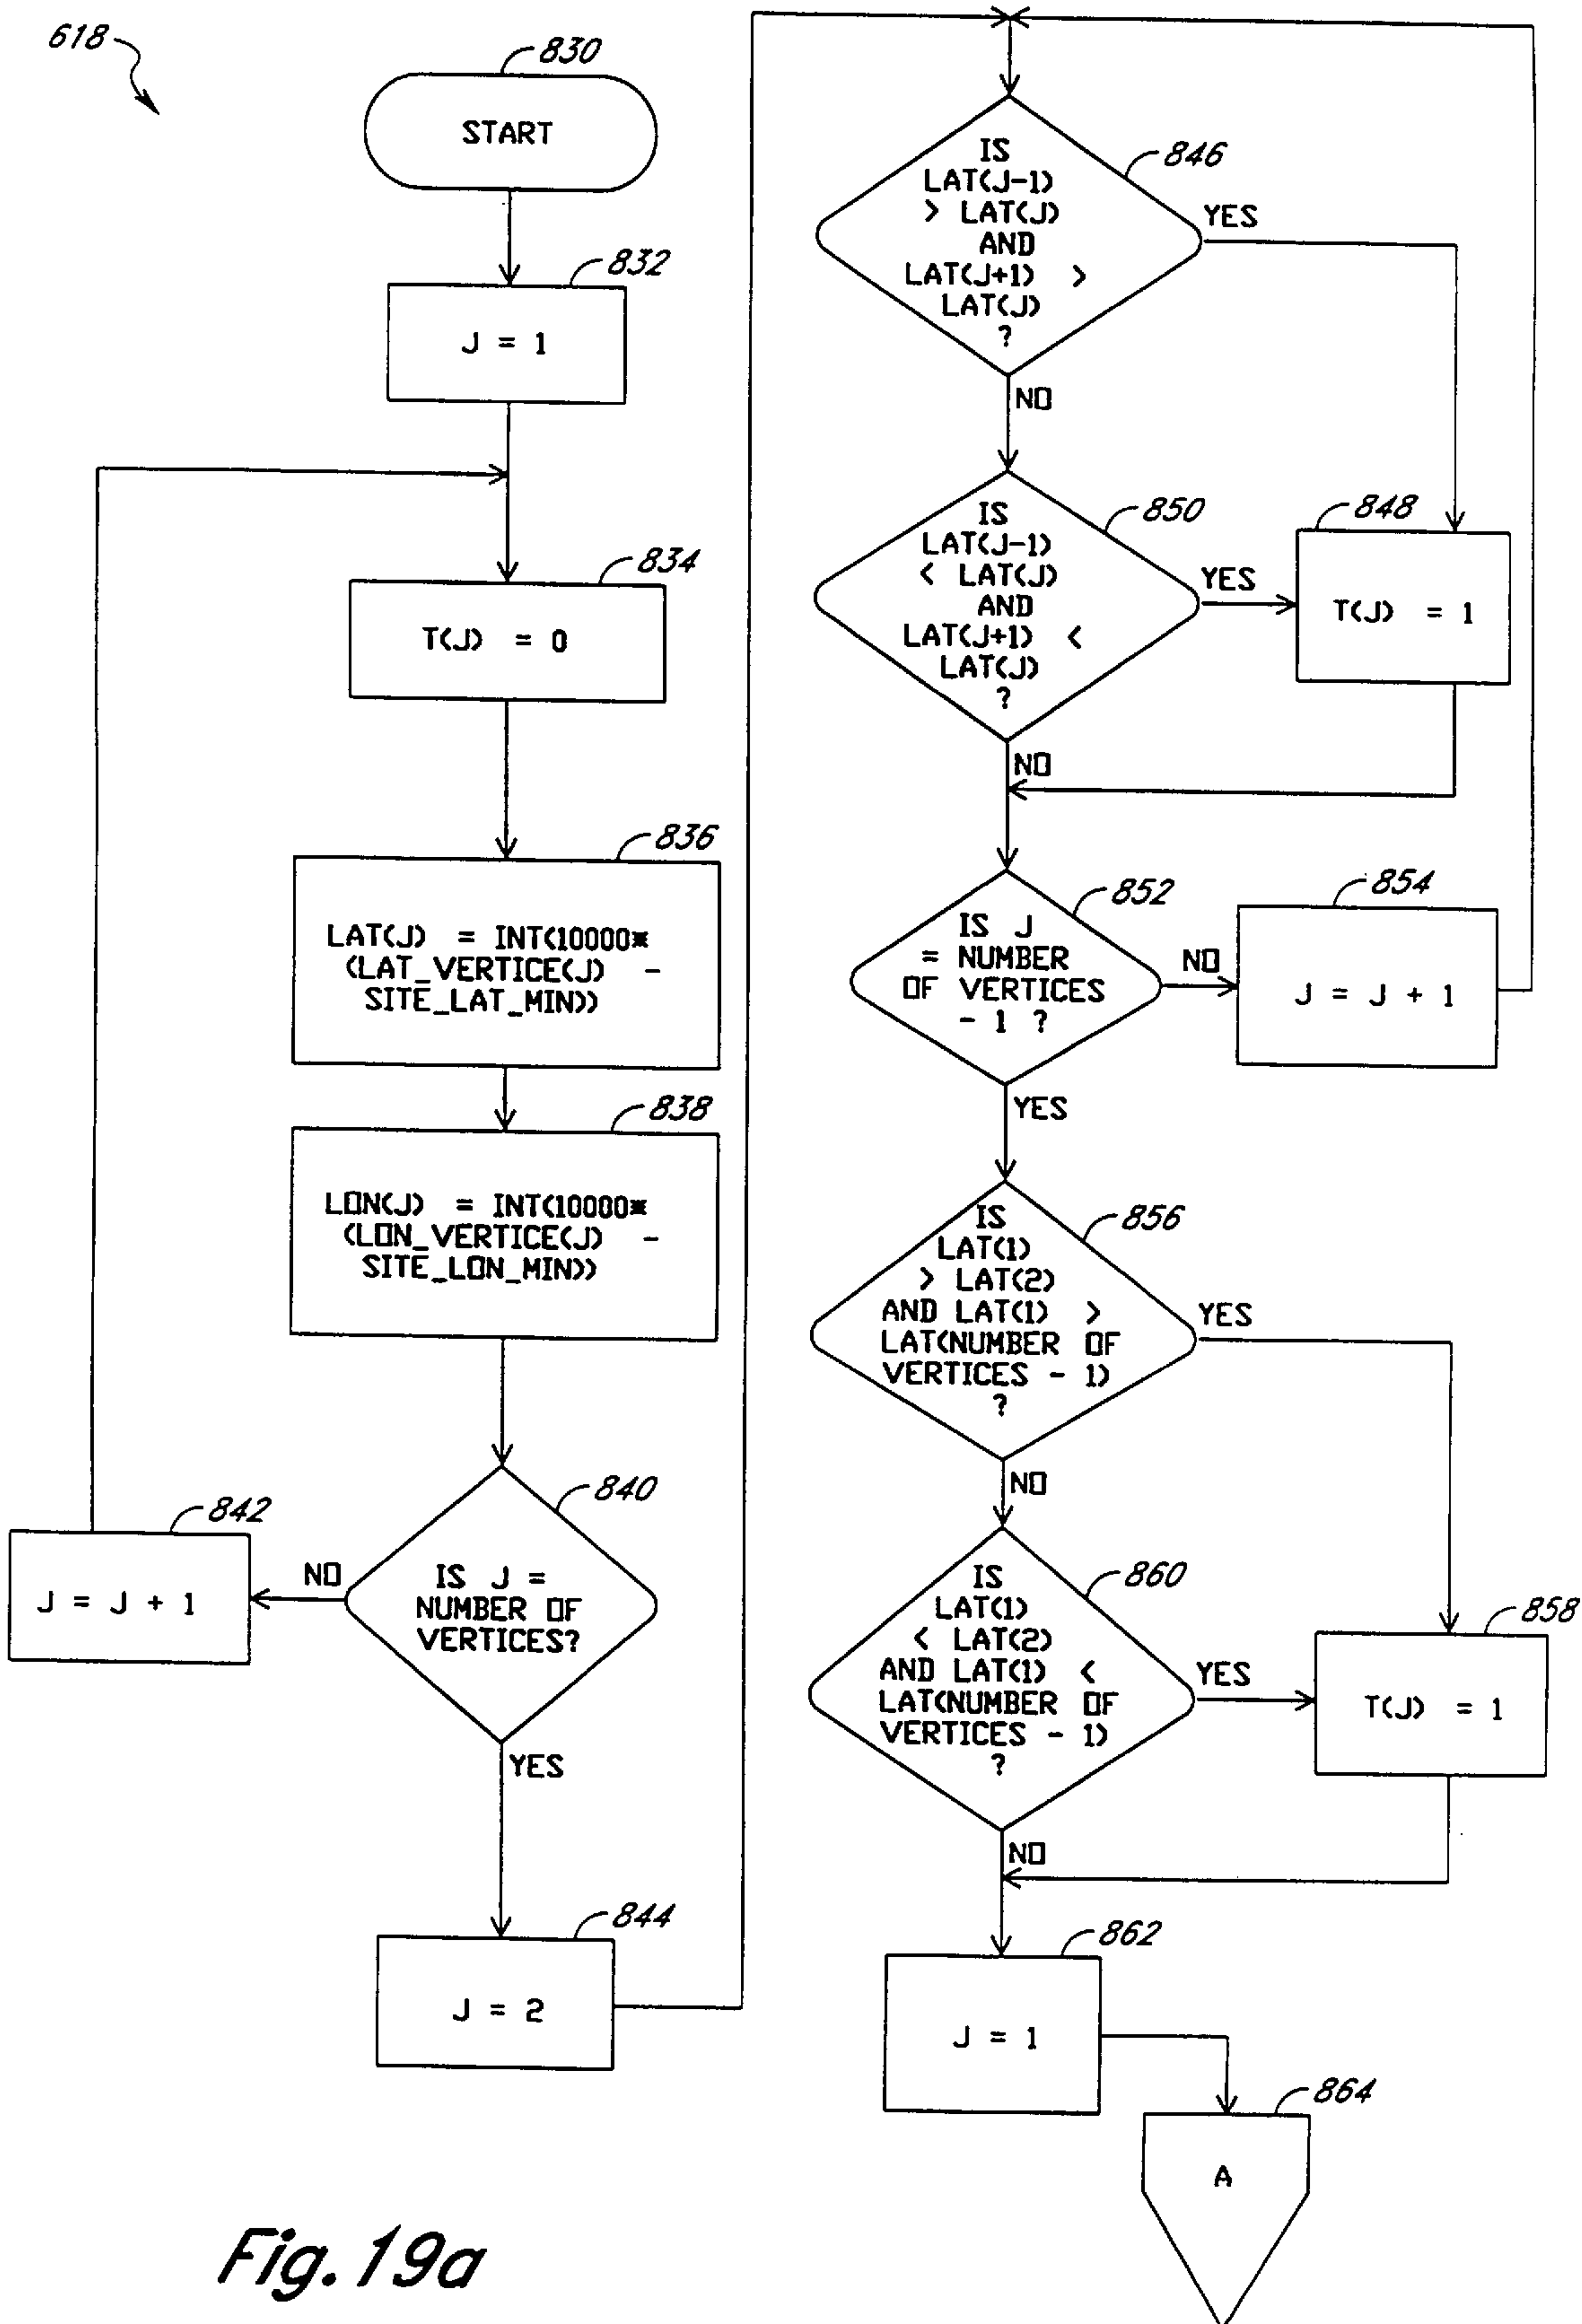 618
830
START
832
J = 1
834
T(J) = 0
836
LAT(J) = INT(10000*
(LAT_VERTICE(J) -
SITE_LAT_MIN))
838
LON(J) = INT(10000*
(LON_VERTICE(J) -
SITE_LON_MIN))
840
IS J =
NUMBER OF
VERTICES?
NO
842
J = J + 1
YES
844
J = 2
846
IS
LAT(J-1)
> LAT(J)
AND
LAT(J+1) >
LAT(J)
?
YES
NO
850
IS
LAT(J-1)
< LAT(J)
AND
LAT(J+1) <
LAT(J)
?
YES
848
T(J) = 1
NO
852
IS J
= NUMBER
OF VERTICES
- 1 ?
NO
854
J = J + 1
YES
856
IS
LAT(1)
> LAT(2)
AND LAT(1) >
LAT(NUMBER OF
VERTICES - 1)
?
YES
NO
860
IS
LAT(1)
< LAT(2)
AND LAT(1) <
LAT(NUMBER OF
VERTICES - 1)
?
YES
858
T(J) = 1
NO
862
J = 1
864
A
Fig. 19a